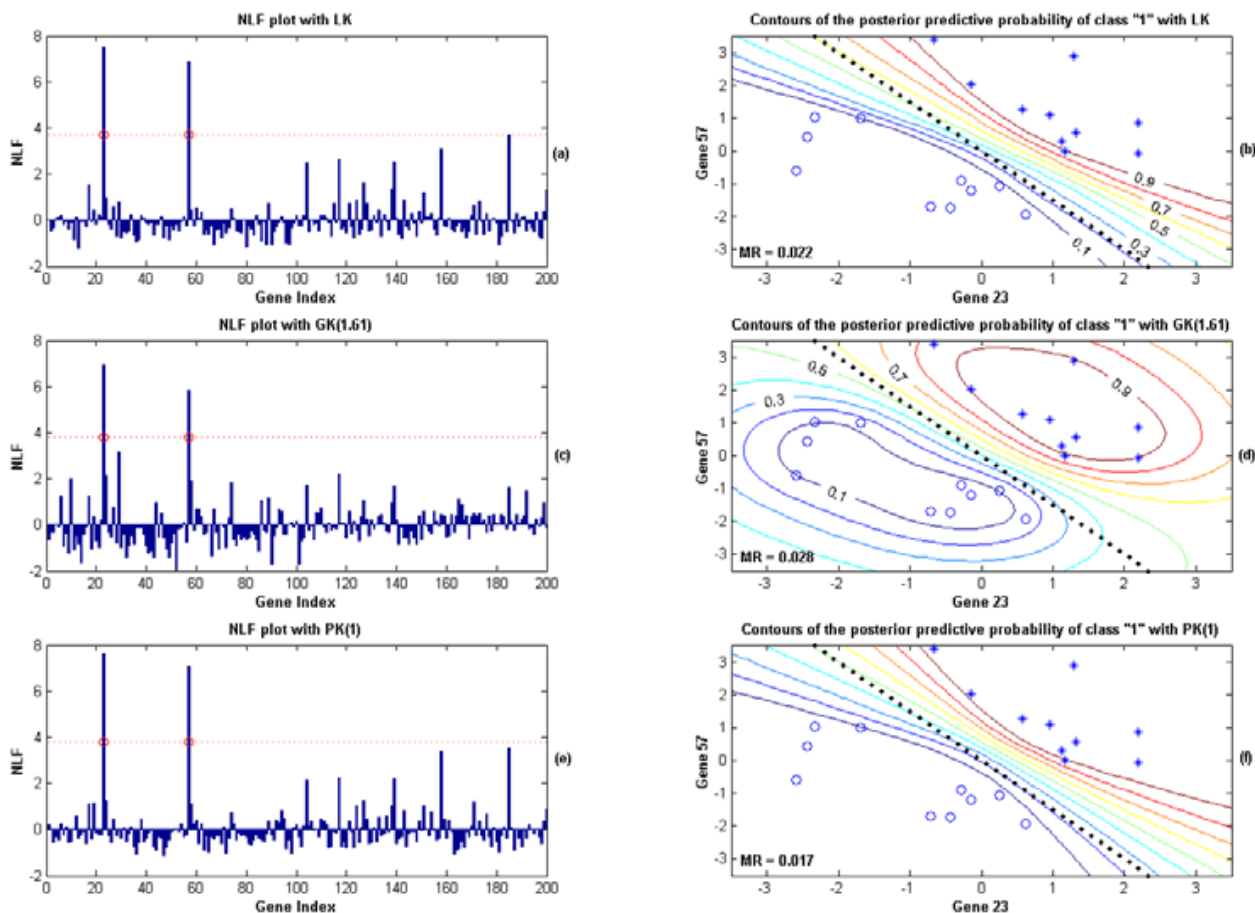 NLF plot with LK
8
6
4
2
0
-2
NLF
0 20 40 60 80 100 120 140 160 180 200
Gene Index
(a)
Contours of the posterior predictive probability of class "1" with LK
3
2
1
0
-1
-2
-3
Gene 57
0.9
0.7
0.5
0.3
0.1
MR = 0.022
-3 -2 -1 0 1 2 3
Gene 23
(b)
NLF plot with GK(1.61)
8
6
4
2
0
-2
NLF
0 20 40 60 80 100 120 140 160 180 200
Gene Index
(c)
Contours of the posterior predictive probability of class "1" with GK(1.61)
3
2
1
0
-1
-2
-3
Gene 57
0.7
0.9
0.3
0.1
MR = 0.028
-3 -2 -1 0 1 2 3
Gene 23
(d)
NLF plot with PK(1)
8
6
4
2
0
-2
NLF
0 20 40 60 80 100 120 140 160 180 200
Gene Index
(e)
Contours of the posterior predictive probability of class "1" with PK(1)
3
2
1
0
-1
-2
-3
Gene 57
MR = 0.017
-3 -2 -1 0 1 2 3
Gene 23
(f)